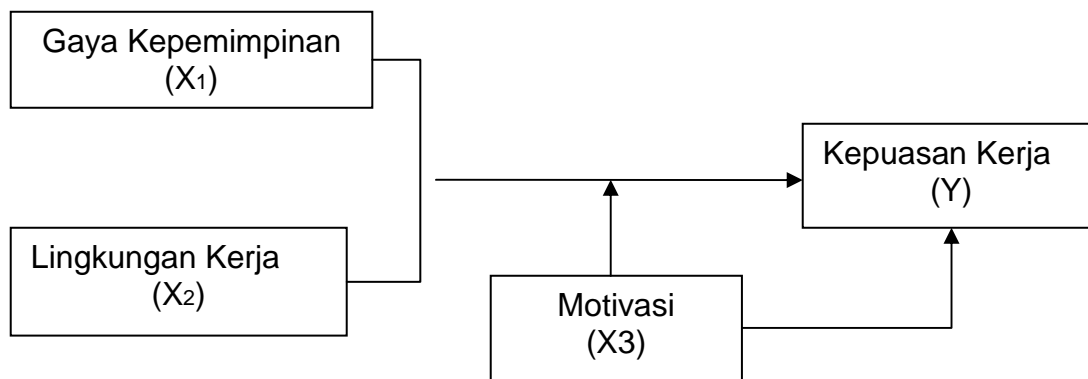 Gaya Kepemimpinan
(X1)
Kepuasan Kerja
(Y)
Lingkungan Kerja
(X2)
Motivasi
(X3)